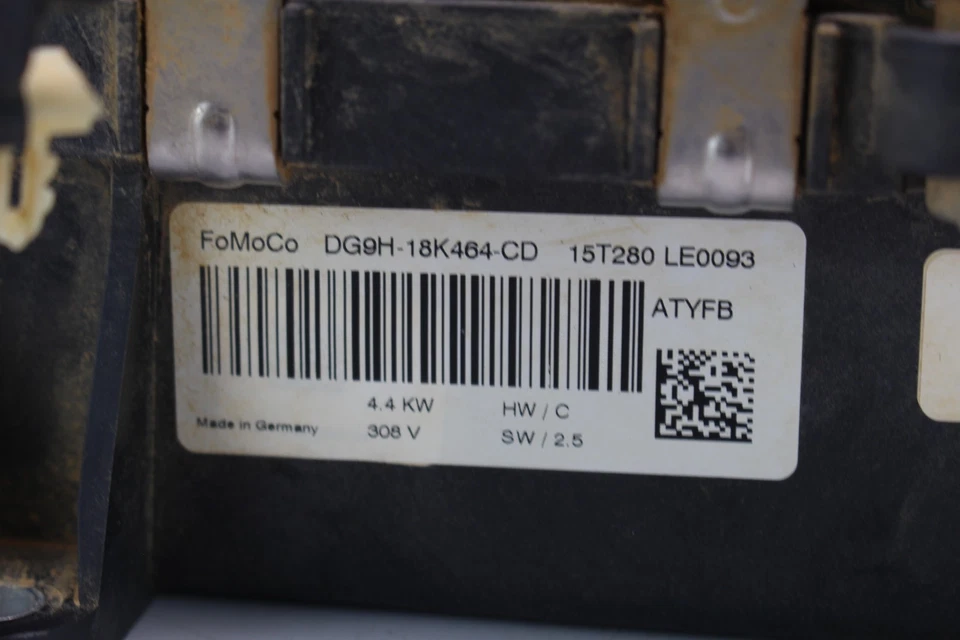 FoMoCo DG9H-18K464-CD 15T280 LE0093
ATYFB
4.4 KW HW / C
Made in Germany 308 V SW / 2.5